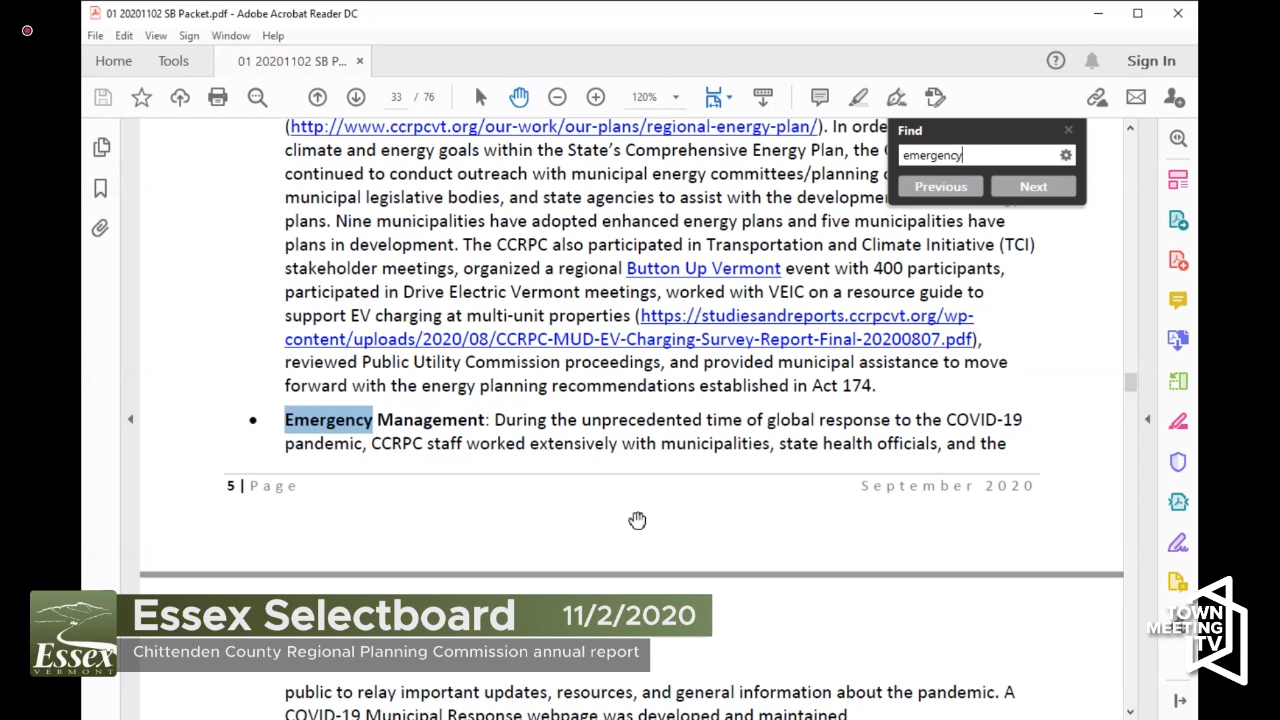 01 20201102 SB Packet.pdf - Adobe Acrobat Reader DC
File Edit View Sign Window Help
Home Tools 01 20201102 SB P... × Sign In
33 / 76 120%
(http://www.ccrpcvt.org/our-work/our-plans/regional-energy-plan/). In orde
Find
climate and energy goals within the State's Comprehensive Energy Plan, the
emergency
continued to conduct outreach with municipal energy committees/planning
Previous Next
municipal legislative bodies, and state agencies to assist with the developmen
plans. Nine municipalities have adopted enhanced energy plans and five municipalities have
plans in development. The CCRPC also participated in Transportation and Climate Initiative (TCI)
stakeholder meetings, organized a regional Button Up Vermont event with 400 participants,
participated in Drive Electric Vermont meetings, worked with VEIC on a resource guide to
support EV charging at multi-unit properties (https://studiesandreports.ccrpcvt.org/wp-
content/uploads/2020/08/CCRPC-MUD-EV-Charging-Survey-Report-Final-20200807.pdf),
reviewed Public Utility Commission proceedings, and provided municipal assistance to move
forward with the energy planning recommendations established in Act 174.
• Emergency Management: During the unprecedented time of global response to the COVID-19
pandemic, CCRPC staff worked extensively with municipalities, state health officials, and the
5 | Page September 2020
Essex Selectboard 11/2/2020
Chittenden County Regional Planning Commission annual report
Essex
VERMONT
TOWN
MEETING
TV
public to relay important updates, resources, and general information about the pandemic. A
COVID-19 Municipal Response webpage was developed and maintained